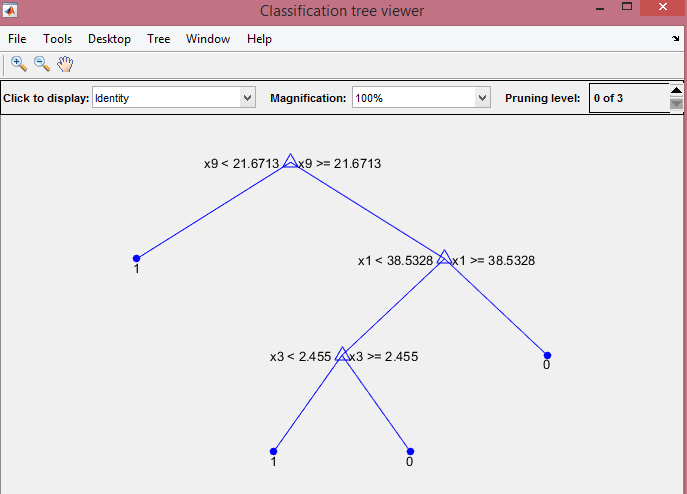 Classification tree viewer
File Tools Desktop Tree Window Help
Click to display: Identity Magnification: 100% Pruning level: 0 of 3
x9 < 21.6713 x9 >= 21.6713
1
x1 < 38.5328 x1 >= 38.5328
x3 < 2.455 x3 >= 2.455
0
1 0